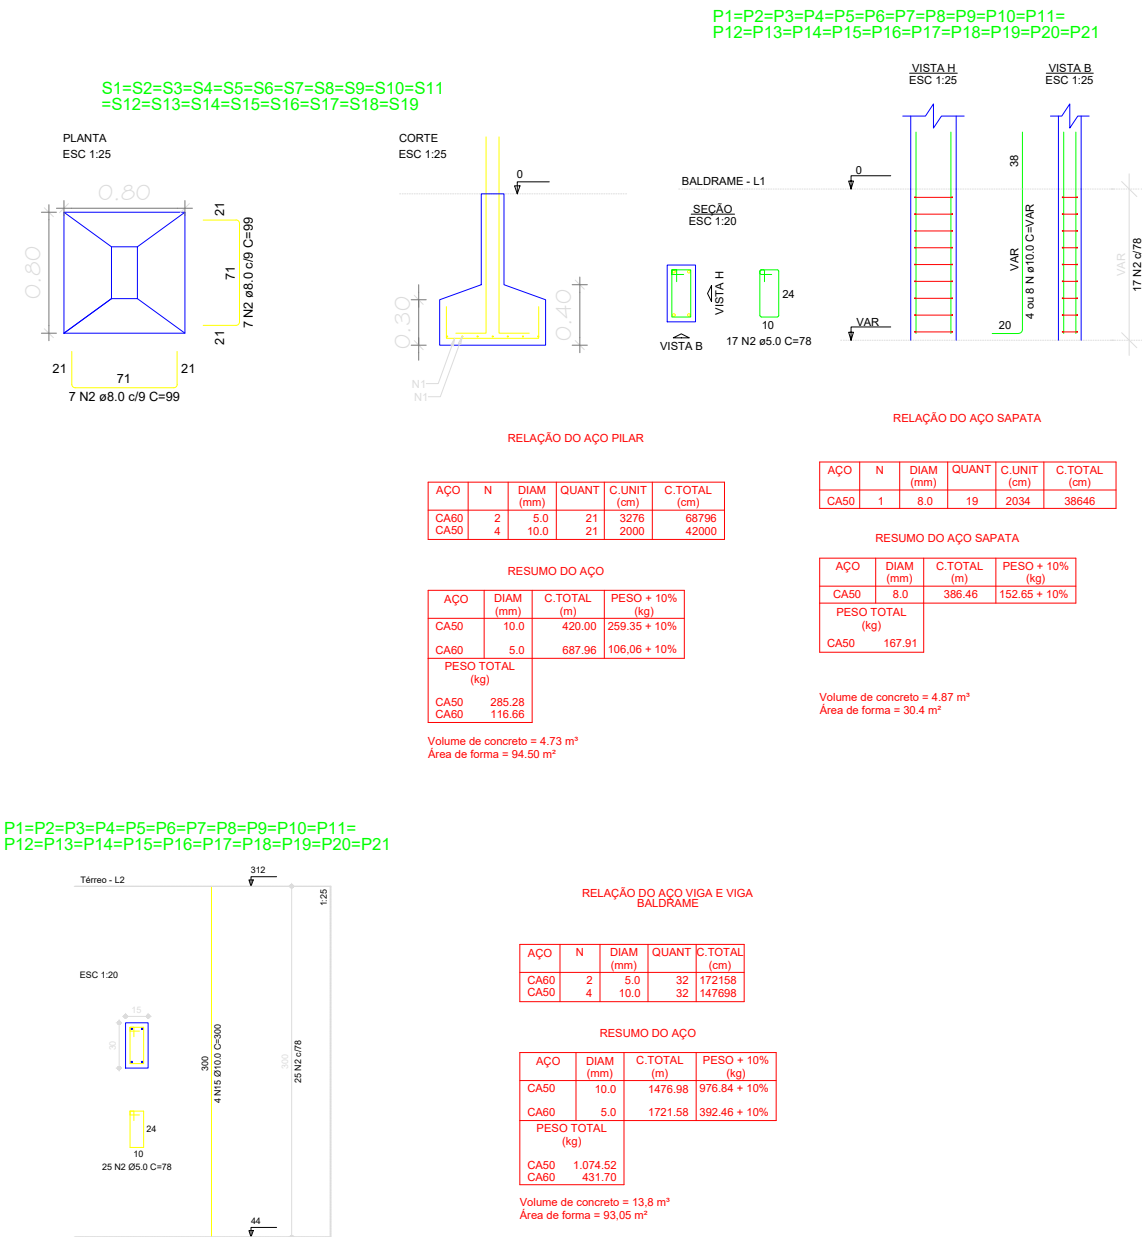 P1=P2=P3=P4=P5=P6=P7=P8=P9=P10=P11=
P12=P13=P14=P15=P16=P17=P18=P19=P20=P21
S1=S2=S3=S4=S5=S6=S7=S8=S9=S10=S11
=S12=S13=S14=S15=S16=S17=S18=S19
PLANTA
ESC 1:25
0.80
0.80
21
71
21
7 N2 ø8.0 c/9 C=99
21
71
21
7 N2 ø8.0 c/9 C=99
CORTE
ESC 1:25
0
0.30
0.40
N1
N1
BALDRAME - L1
SEÇÃO
ESC 1:20
VISTA H
VISTA B
24
10
17 N2 ø5.0 C=78
VISTA H
ESC 1:25
0
VAR
38
VAR
4 ou 8 N ø10.0 C=VAR
20
VISTA B
ESC 1:25
VAR
17 N2 c/78
RELAÇÃO DO AÇO PILAR
AÇO N DIAM (mm) QUANT C.UNIT (cm) C.TOTAL (cm)
CA60 2 5.0 21 3276 68796
CA50 4 10.0 21 2000 42000
RESUMO DO AÇO
AÇO DIAM (mm) C.TOTAL (m) PESO + 10% (kg)
CA50 10.0 420.00 259.35 + 10%
CA60 5.0 687.96 106,06 + 10%
PESO TOTAL
(kg)
CA50 285.28
CA60 116.66
Volume de concreto = 4.73 m³
Área de forma = 94.50 m²
RELAÇÃO DO AÇO SAPATA
AÇO N DIAM (mm) QUANT C.UNIT (cm) C.TOTAL (cm)
CA50 1 8.0 19 2034 38646
RESUMO DO AÇO SAPATA
AÇO DIAM (mm) C.TOTAL (m) PESO + 10% (kg)
CA50 8.0 386.46 152.65 + 10%
PESO TOTAL
(kg)
CA50 167.91
Volume de concreto = 4.87 m³
Área de forma = 30.4 m²
P1=P2=P3=P4=P5=P6=P7=P8=P9=P10=P11=
P12=P13=P14=P15=P16=P17=P18=P19=P20=P21
Térreo - L2
312
1:25
ESC 1:20
15
30
24
10
25 N2 Ø5.0 C=78
300
4 N15 Ø10.0 C=300
300
25 N2 c/78
44
RELAÇÃO DO AÇO VIGA E VIGA
BALDRAME
AÇO N DIAM (mm) QUANT C.TOTAL (cm)
CA60 2 5.0 32 172158
CA50 4 10.0 32 147698
RESUMO DO AÇO
AÇO DIAM (mm) C.TOTAL (m) PESO + 10% (kg)
CA50 10.0 1476.98 976.84 + 10%
CA60 5.0 1721.58 392.46 + 10%
PESO TOTAL
(kg)
CA50 1.074.52
CA60 431.70
Volume de concreto = 13,8 m³
Área de forma = 93,05 m²